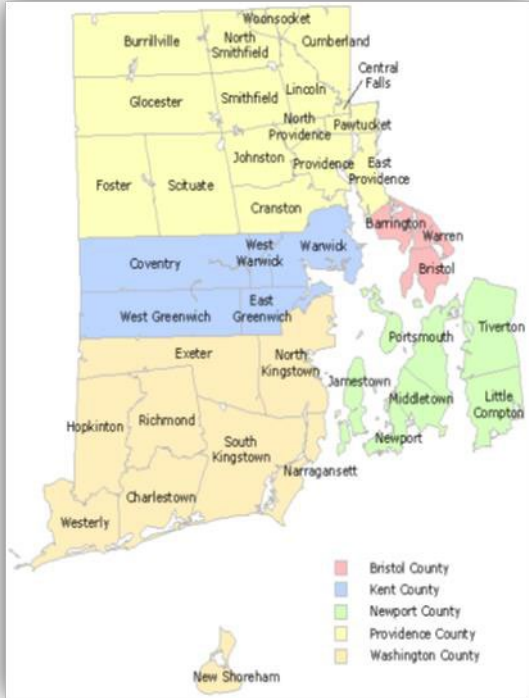 Woonsocket
Burrillville
North
Smithfield
Cumberland
Central
Falls
Glocester
Smithfield
Lincoln
North
Providence
Pawtucket
Johnston
Providence
East
Providence
Foster
Scituate
Cranston
Barrington
Warren
Bristol
Coventry
West
Warwick
Warwick
West Greenwich
East
Greenwich
Portsmouth
Tiverton
Exeter
North
Kingstown
Jamestown
Middletown
Little
Compton
Hopkinton
Richmond
South
Kingstown
Newport
Narragansett
Charlestown
Westerly
Bristol County
Kent County
Newport County
Providence County
Washington County
New Shoreham